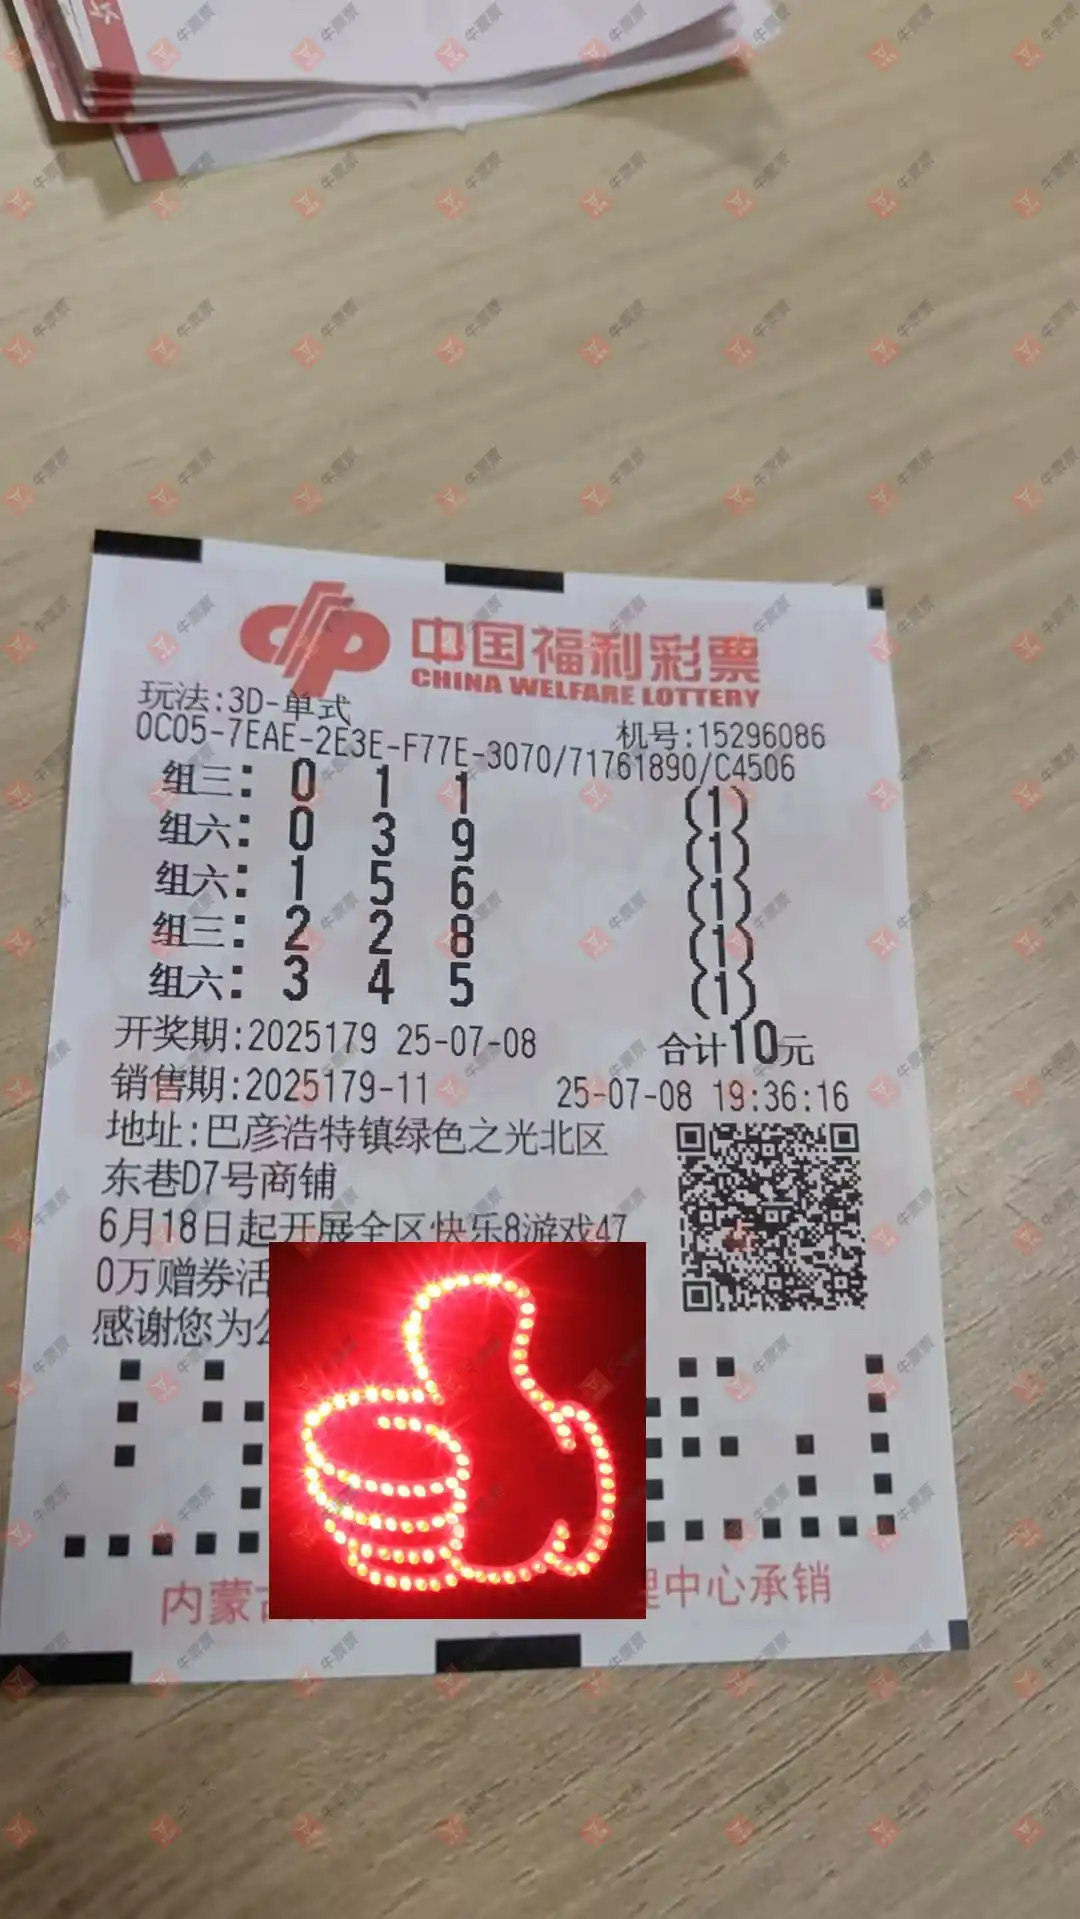 中国福利彩票
CHINA WELFARE LOTTERY
玩法:3D-单式
机号:15296086
0C05-7EAE-2E3E-F77E-3070/71761890/C4506
组三: 0 1 1 (1)
组六: 0 3 9 (1)
组六: 1 5 6 (1)
组三: 2 2 8 (1)
组六: 3 4 5 (1)
开奖期:2025179 25-07-08 合计10元
销售期:2025179-11 25-07-08 19:36:16
地址:巴彦浩特镇绿色之光北区
东巷D7号商铺
6月18日起开展全区快乐8游戏47
0万赠券活
感谢您为公
内蒙古
中心承销
牛票票